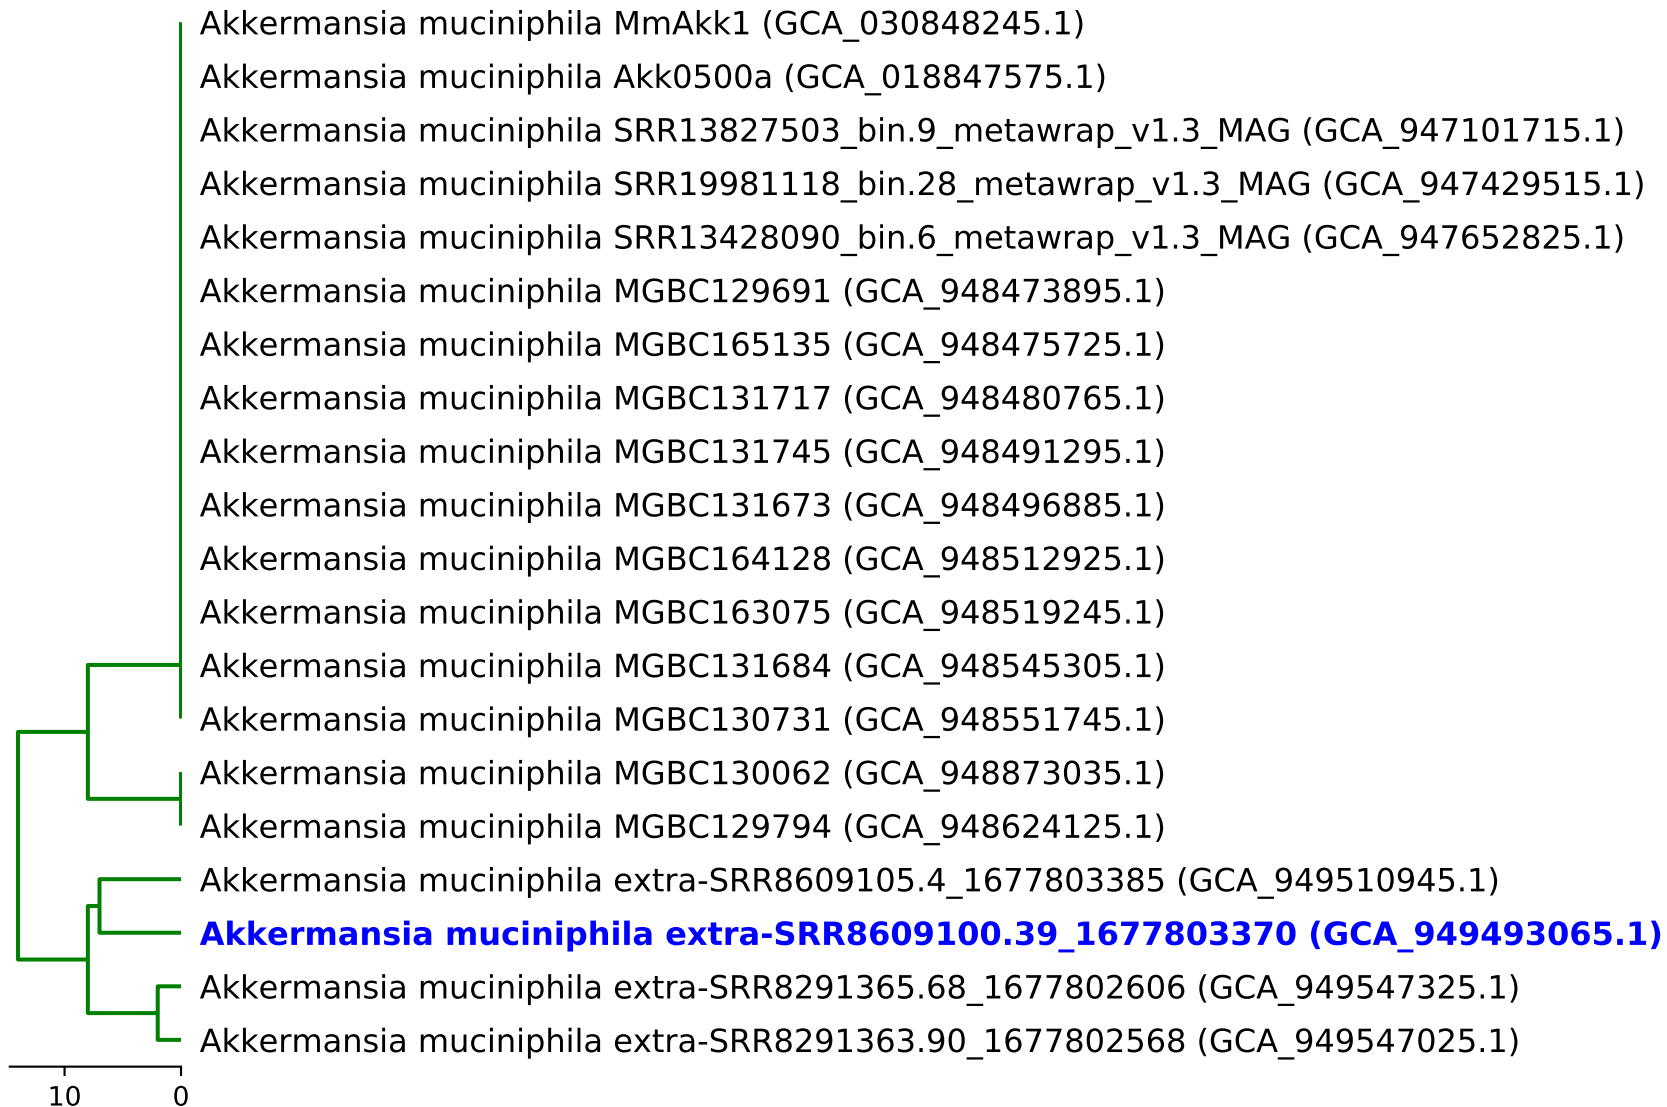 Akkermansia muciniphila MmAkk1 (GCA_030848245.1)
Akkermansia muciniphila Akk0500a (GCA_018847575.1)
Akkermansia muciniphila SRR13827503_bin.9_metawrap_v1.3_MAG (GCA_947101715.1)
Akkermansia muciniphila SRR19981118_bin.28_metawrap_v1.3_MAG (GCA_947429515.1)
Akkermansia muciniphila SRR13428090_bin.6_metawrap_v1.3_MAG (GCA_947652825.1)
Akkermansia muciniphila MGBC129691 (GCA_948473895.1)
Akkermansia muciniphila MGBC165135 (GCA_948475725.1)
Akkermansia muciniphila MGBC131717 (GCA_948480765.1)
Akkermansia muciniphila MGBC131745 (GCA_948491295.1)
Akkermansia muciniphila MGBC131673 (GCA_948496885.1)
Akkermansia muciniphila MGBC164128 (GCA_948512925.1)
Akkermansia muciniphila MGBC163075 (GCA_948519245.1)
Akkermansia muciniphila MGBC131684 (GCA_948545305.1)
Akkermansia muciniphila MGBC130731 (GCA_948551745.1)
Akkermansia muciniphila MGBC130062 (GCA_948873035.1)
Akkermansia muciniphila MGBC129794 (GCA_948624125.1)
Akkermansia muciniphila extra-SRR8609105.4_1677803385 (GCA_949510945.1)
Akkermansia muciniphila extra-SRR8609100.39_1677803370 (GCA_949493065.1)
Akkermansia muciniphila extra-SRR8291365.68_1677802606 (GCA_949547325.1)
Akkermansia muciniphila extra-SRR8291363.90_1677802568 (GCA_949547025.1)
10 0